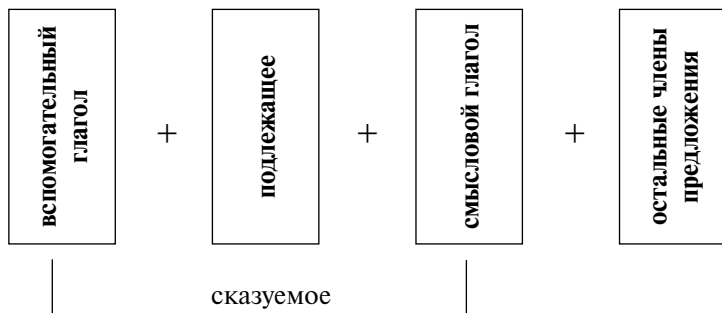 вспомогательный
глагол
+
подлежащее
+
смысловой глагол
+
остальные члены
предложения
сказуемое